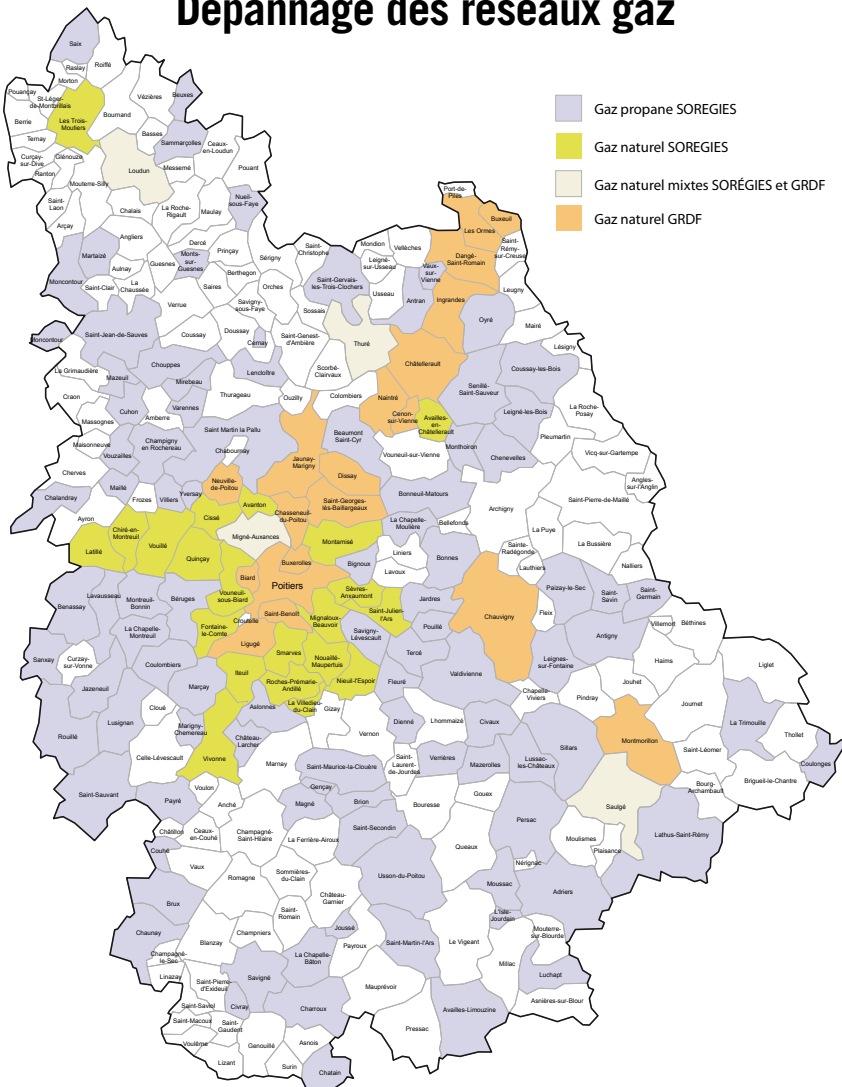 Dépannage des réseaux gaz
Gaz propane SOREGIES
Gaz naturel SOREGIES
Gaz naturel mixtes SORÉGIES et GRDF
Gaz naturel GRDF
Saix
Raslay
Roiffé
Morton
Pouançay
St-Léger-
de-Montbrillais
Vézières
Beuxes
Berrie
Les Trois-
Moutiers
Bournand
Ternay
Basses
Sammarçolles
Ceaux-
en-Loudun
Curçay-
sur-Dive
Glénouze
Ranton
Loudun
Messemé
Pouant
Mouterre-Silly
Saint-
Laon
Chalais
La Roche-
Rigault
Maulay
Nueil-
sous-Faye
Arçay
Angliers
Dercé
Prinçay
Martaizé
Aulnay
Guesnes
Monts-
sur-
Guesnes
Berthegon
Sérigny
Saint-
Christophe
Mondion
Vellèches
Port-de-
Piles
Buxeuil
Les Ormes
Saint-
Rémy-
sur-Creuse
Dangé-
Saint-Romain
Leigné-
sur-Usseau
Vaux-
sur-
Vienne
Moncontour
Saint-Clair
La
Chaussée
Saires
Orches
Saint-Gervais-
les-Trois-Clochers
Usseau
Antran
Ingrandes
Leugny
Verrue
Savigny-
sous-Faye
Sossais
Oyré
Mairé
Moncontour
Saint-Jean-de-Sauves
Coussay
Doussay
Cernay
Saint-Genest-
d'Ambière
Thuré
Châtellerault
Lésigny
La Grimaudière
Mazeuil
Chouppes
Mirebeau
Lencloître
Scorbé-
Clairvaux
Senillé-
Saint-Sauveur
Coussay-les-Bois
Craon
Thurageau
Ouzilly
Colombiers
Naintré
Cenon-
sur-Vienne
Availles-
en-
Châtellerault
Leigné-les-Bois
La Roche-
Posay
Massognes
Cuhon
Amberre
Varennes
Saint Martin la Pallu
Beaumont
Saint-Cyr
Pleumartin
Maisonneuve
Vouzailles
Champigny
en Rochereau
Chabournay
Vouneuil-sur-Vienne
Monthoiron
Chenevelles
Vicq-sur-Gartempe
Cherves
Jaunay-
Marigny
Dissay
Angles-
sur-l'Anglin
Chalandray
Maillé
Frozes
Villiers
Yversay
Neuville-
de-Poitou
Avanton
Saint-Georges-
lès-Baillargeaux
Bonneuil-Matours
Archigny
Saint-Pierre-de-Maillé
Ayron
Cissé
Chasseneuil-
du-Poitou
La Chapelle-
Moulière
Bellefonds
La Puye
Latillé
Chiré-en-
Montreuil
Vouillé
Quinçay
Migné-Auxances
Montamisé
Liniers
Bonnes
Sainte-
Radégonde
La Bussière
Nalliers
Buxerolles
Bignoux
Lavoux
Lauthiers
Benassay
Lavausseau
Montreuil-
Bonnin
Béruges
Vouneuil-
sous-Biard
Biard
Poitiers
Sèvres-
Anxaumont
Jardres
Chauvigny
Fleix
Paizay-le-Sec
Saint-
Savin
Saint-
Germain
La Chapelle-
Montreuil
Fontaine-
le-Comte
Croutelle
Saint-Benoît
Mignaloux-
Beauvoir
Saint-Julien-
l'Ars
Pouillé
Villemort
Béthines
Sanxay
Curzay-
sur-Vonne
Coulombiers
Ligugé
Smarves
Nouaillé-
Maupertuis
Savigny-
Lévescault
Tercé
Antigny
Leignes-
sur-Fontaine
Haims
Liglet
Jazeneuil
Marçay
Iteuil
Roches-Prémarie-
Andillé
Nieuil-l'Espoir
Fleuré
Valdivienne
Chapelle-
Viviers
Pindray
Jouhet
Journet
Rouillé
Lusignan
Cloué
Marigny-
Chemereau
Aslonnes
La Villedieu-
du-Clain
Gizay
Vernon
Dienné
Lhommaizé
Civaux
Montmorillon
La Trimouille
Thollet
Coulonges
Celle-Lévescault
Vivonne
Château-
Larcher
Marnay
Saint-Maurice-la-Clouère
Saint-
Laurent-
de-Jourdes
Verrières
Mazerolles
Lussac-
les-Châteaux
Sillars
Saint-Léomer
Bourg-
Archambault
Brigueil-le-Chantre
Saint-Sauvant
Payré
Voulon
Anché
Gençay
Magné
Brion
Bouresse
Gouex
Persac
Saulgé
Lathus-Saint-Rémy
Châtillon
Couhé
Ceaux-
en-Couhé
Champagné-
Saint-Hilaire
La Ferrière-Airoux
Saint-Secondin
Queaux
Moulismes
Plaisance
Vaux
Romagne
Sommières-
du-Clain
Usson-du-Poitou
Nérignac
Moussac
Adriers
Brux
Château-
Garnier
Saint-
Romain
L'Isle-
Jourdain
Chaunay
Blanzay
Champniers
Joussé
Payroux
Saint-Martin-l'Ars
Le Vigeant
Mouterre-
sur-Blourde
Champagné-
le-Sec
Linazay
La Chapelle-
Bâton
Millac
Luchapt
Saint-Pierre-
d'Exideuil
Savigné
Mauprévoir
Saint-Saviol
Civray
Charroux
Availles-Limouzine
Asnières-sur-Blour
Saint-Macoux
Saint-
Gaudent
Pressac
Voulême
Genouillé
Asnois
Lizant
Surin
Chatain